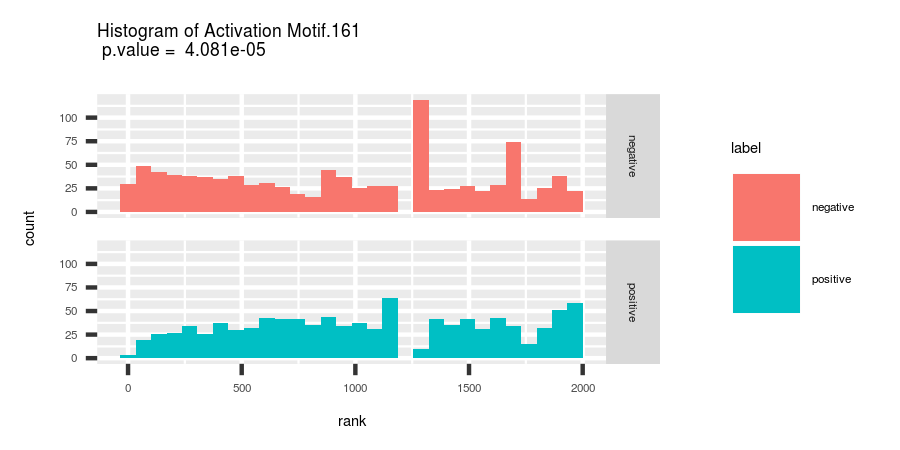 Histogram of Activation Motif.161
p.value = 4.081e-05
count
100
75
50
25
0
negative
100
75
50
25
0
positive
0
500
1000
1500
2000
rank
label
negative
positive